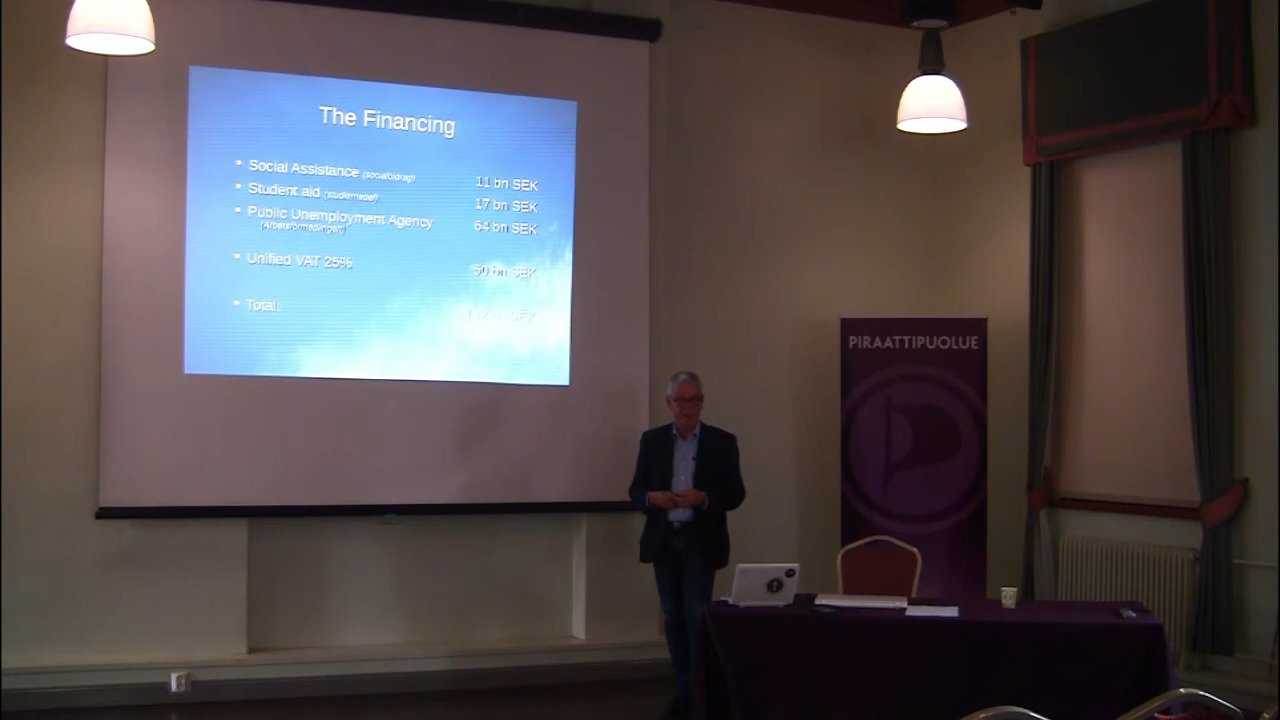 The Financing
• Social Assistance (socialbidrag) 11 bn SEK
• Student aid (studiemedel) 17 bn SEK
• Public Unemployment Agency 64 bn SEK
(Arbetsförmedlingen)
• Unified VAT 25% 50 bn SEK
• Total: SEK
PIRAATTIPUOLUE